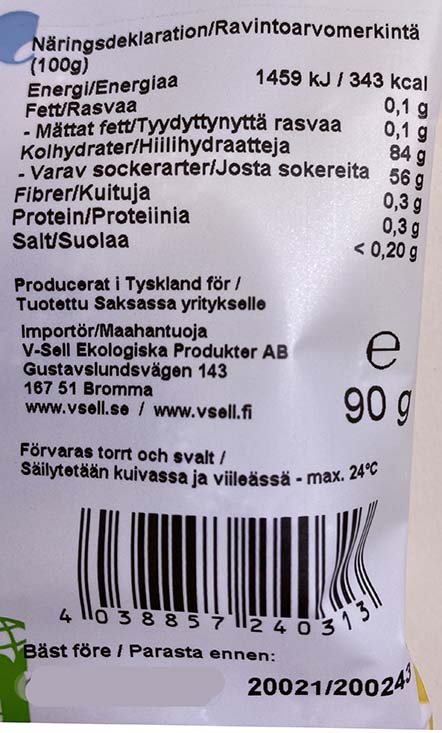 Näringsdeklaration/Ravintoarvomerkintä
(100g)
Energi/Energiaa 1459 kJ / 343 kcal
Fett/Rasvaa 0,1 g
- Mättat fett/Tyydyttynyttä rasvaa 0,1 g
Kolhydrater/Hiilihydraatteja 84 g
- Varav sockerarter/Josta sokereita 56 g
Fibrer/Kuituja 0,3 g
Protein/Proteiinia 0,3 g
Salt/Suolaa < 0,20 g
Producerat i Tyskland för /
Tuotettu Saksassa yritykselle
Importör/Maahantuoja
V-Sell Ekologiska Produkter AB
Gustavslundsvägen 143
167 51 Bromma
www.vsell.se / www.vsell.fi
e
90 g
Förvaras torrt och svalt /
Säilytetään kuivassa ja viileässä - max. 24°C
4 038857 240313
Bäst före / Parasta ennen:
20021/200243